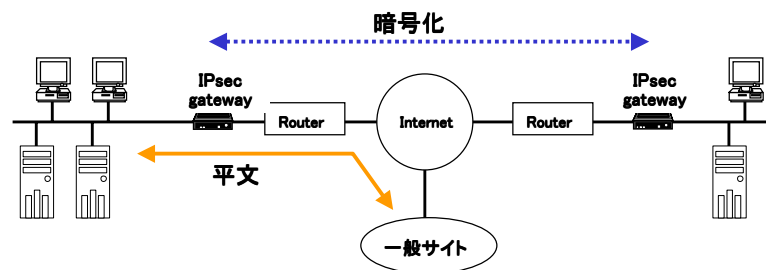 暗号化
IPsec
gateway
Router
Internet
Router
IPsec
gateway
平文
一般サイト